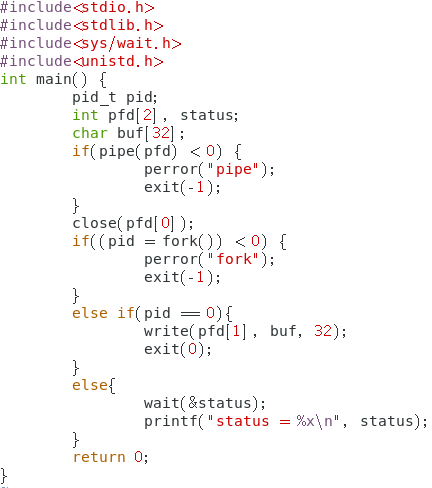 #include<stdio.h>
#include<stdlib.h>
#include<sys/wait.h>
#include<unistd.h>
int main() {
        pid_t pid;
        int pfd[2], status;
        char buf[32];
        if(pipe(pfd) <0) {
                perror("pipe");
                exit(-1);
        }
        close(pfd[0]);
        if((pid = fork()) <0) {
                perror("fork");
                exit(-1);
        }
        else if(pid == 0){
                write(pfd[1], buf, 32);
                exit(0);
        }
        else{
                wait(&status);
                printf("status = %x\n", status);
        }
        return 0;
}